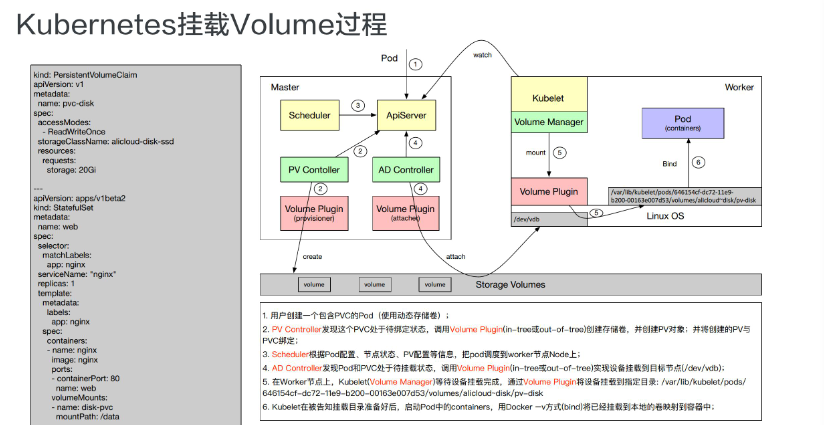 Kubernetes挂载Volume过程
kind: PersistentVolumeClaim
apiVersion: v1
metadata:
name: pvc-disk
spec:
accessModes:
- ReadWriteOnce
storageClassName: alicloud-disk-ssd
resources:
requests:
storage: 20Gi
---
apiVersion: apps/v1beta2
kind: StatefulSet
metadata:
name: web
spec:
selector:
matchLabels:
app: nginx
serviceName: "nginx"
replicas: 1
template:
metadata:
labels:
app: nginx
spec:
containers:
- name: nginx
image: nginx
ports:
- containerPort: 80
name: web
volumeMounts:
- name: disk-pvc
mountPath: /data
Pod
1
watch
Master
Scheduler
3
ApiServer
2
4
PV Contoller
AD Controller
2
4
Volume Plugin
(provisioner)
Volume Plugin
(attacher)
create
attach
Worker
Kubelet
Volume Manager
mount
5
Volume Plugin
/dev/vdb
5
Pod
(containers)
Bind
6
/var/lib/kubelet/pods/646154cf-dc72-11e9-
b200-00163e007d53/volumes/alicloud~disk/pv-disk
Linux OS
volume
volume
volume
Storage Volumes
1. 用户创建一个包含PVC的Pod（使用动态存储卷）；
2. PV Controller发现这个PVC处于待绑定状态，调用Volume Plugin(in-tree或out-of-tree)创建存储卷，并创建PV对象；并将创建的PV与
PVC绑定；
3. Scheduler根据Pod配置、节点状态、PV配置等信息，把pod调度到worker节点Node上；
4. AD Controller发现Pod和PVC处于待挂载状态，调用Volume Plugin(in-tree或out-of-tree)实现设备挂载到目标节点(/dev/vdb)；
5. 在Worker节点上，Kubelet(Volume Manager)等待设备挂载完成，通过Volume Plugin将设备挂载到指定目录: /var/lib/kubelet/pods/
646154cf-dc72-11e9-b200-00163e007d53/volumes/alicloud~disk/pv-disk
6. Kubelet在被告知挂载目录准备好后，启动Pod中的containers，用Docker -v方式(bind)将已经挂载到本地的卷映射到容器中；